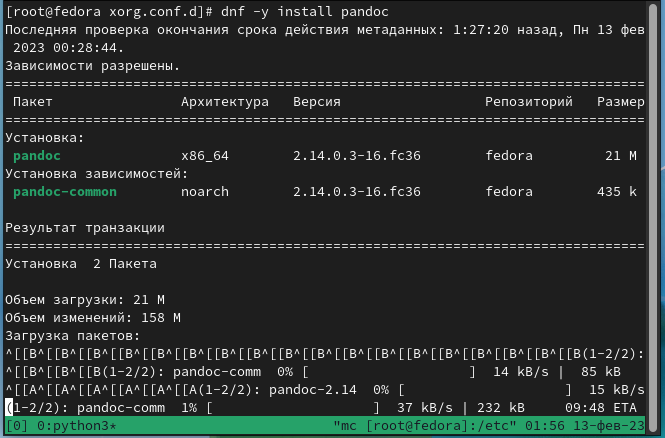 [root@fedora xorg.conf.d]# dnf -y install pandoc
Последняя проверка окончания срока действия метаданных: 1:27:20 назад, Пн 13 фев
2023 00:28:44.
Зависимости разрешены.
================================================================================
Пакет Архитектура Версия Репозиторий Размер
================================================================================
Установка:
pandoc x86_64 2.14.0.3-16.fc36 fedora 21 M
Установка зависимостей:
pandoc-common noarch 2.14.0.3-16.fc36 fedora 435 k
Результат транзакции
================================================================================
Установка 2 Пакета
Объем загрузки: 21 M
Объем изменений: 158 M
Загрузка пакетов:
^[[B^[[B^[[B^[[B^[[B^[[B^[[B^[[B^[[B^[[B^[[B^[[B^[[B^[[B^[[B^[[B^[[B^[[B(1-2/2):
^[[B^[[B^[[B(1-2/2): pandoc-comm 0% [ ] 14 kB/s | 85 kB
^[[A^[[A^[[A^[[A^[[A^[[A(1-2/2): pandoc-2.14 0% [ ] 15 kB/s
(1-2/2): pandoc-comm 1% [ ] 37 kB/s | 232 kB 09:48 ETA
[0] 0:python3* "mc [root@fedora]:/etc" 01:56 13-фев-23